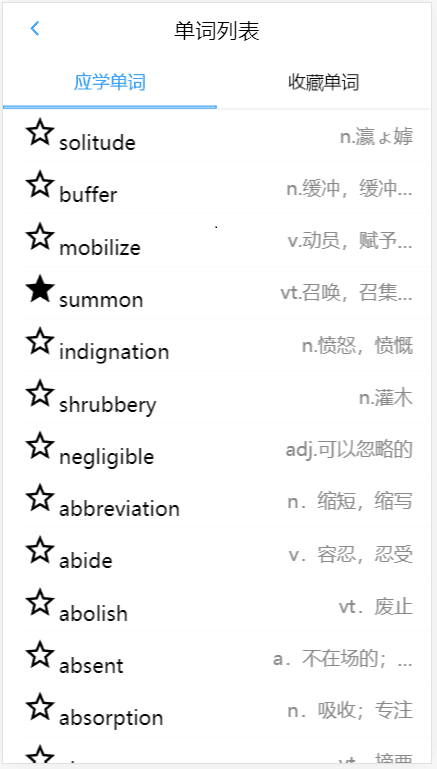 单词列表
应学单词 收藏单词
solitude n.瀛ょ嫭
buffer n.缓冲，缓冲...
mobilize v.动员，赋予...
summon vt.召唤，召集...
indignation n.愤怒，愤慨
shrubbery n.灌木
negligible adj.可以忽略的
abbreviation n．缩短，缩写
abide v．容忍，忍受
abolish vt．废止
absent a．不在场的；...
absorption n．吸收；专注
vt．摘要